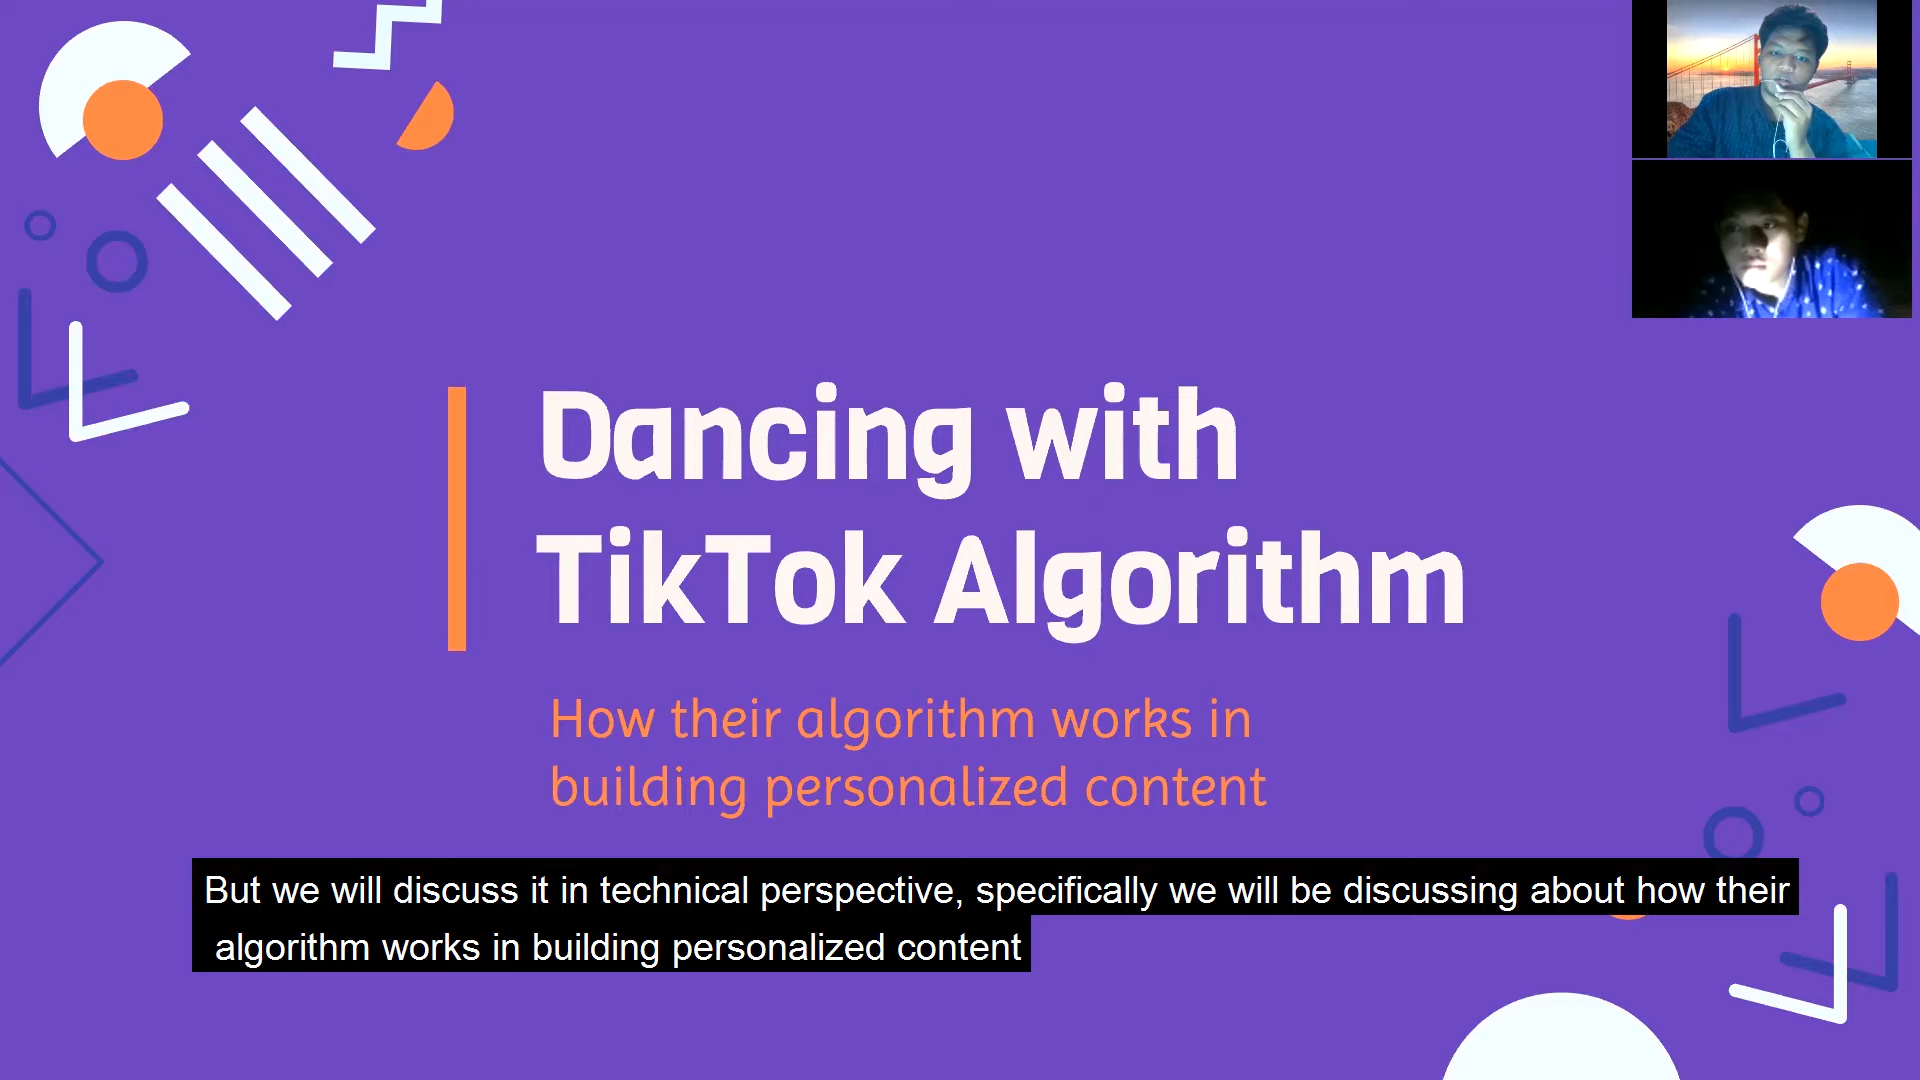 Dancing with
TikTok Algorithm
How their algorithm works in
building personalized content
But we will discuss it in technical perspective, specifically we will be discussing about how their
algorithm works in building personalized content